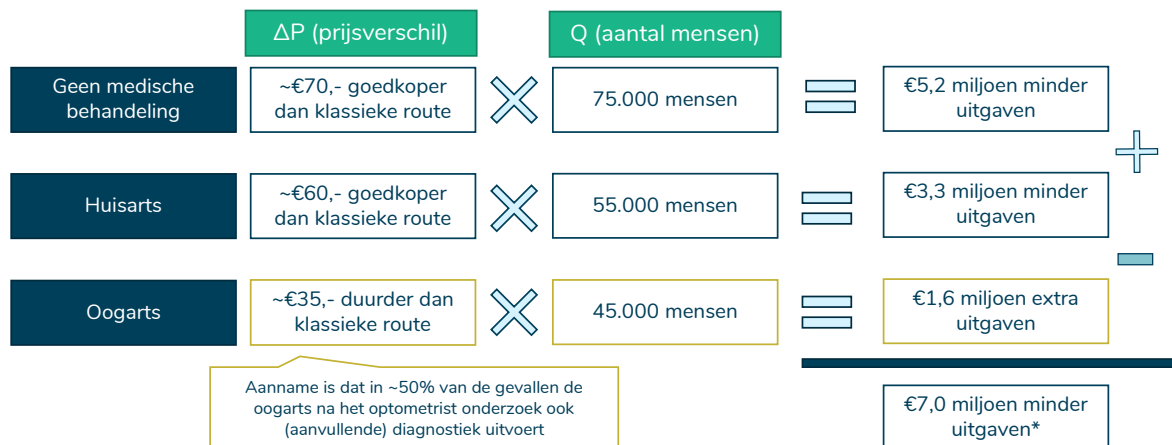 ΔP (prijsverschil)
Q (aantal mensen)
Geen medische
behandeling
~€70,- goedkoper
dan klassieke route
75.000 mensen
€5,2 miljoen minder
uitgaven
Huisarts
~€60,- goedkoper
dan klassieke route
55.000 mensen
€3,3 miljoen minder
uitgaven
Oogarts
~€35,- duurder dan
klassieke route
45.000 mensen
€1,6 miljoen extra
uitgaven
Aanname is dat in ~50% van de gevallen de
oogarts na het optometrist onderzoek ook
(aanvullende) diagnostiek uitvoert
€7,0 miljoen minder
uitgaven*